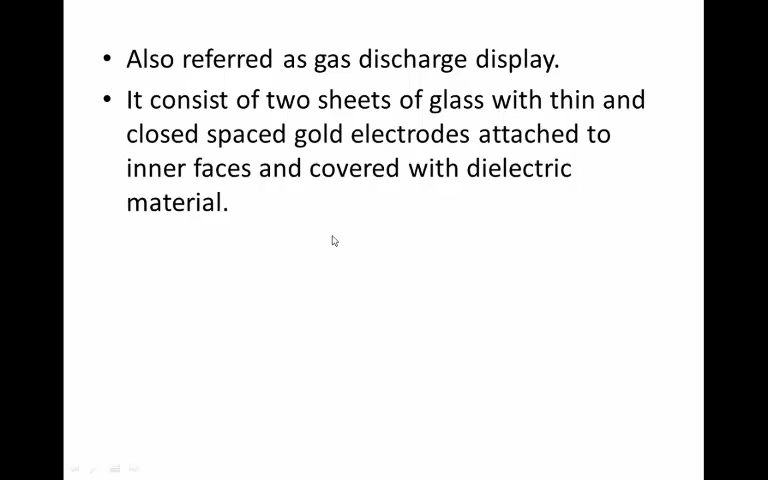 • Also referred as gas discharge display.
• It consist of two sheets of glass with thin and
closed spaced gold electrodes attached to
inner faces and covered with dielectric
material.